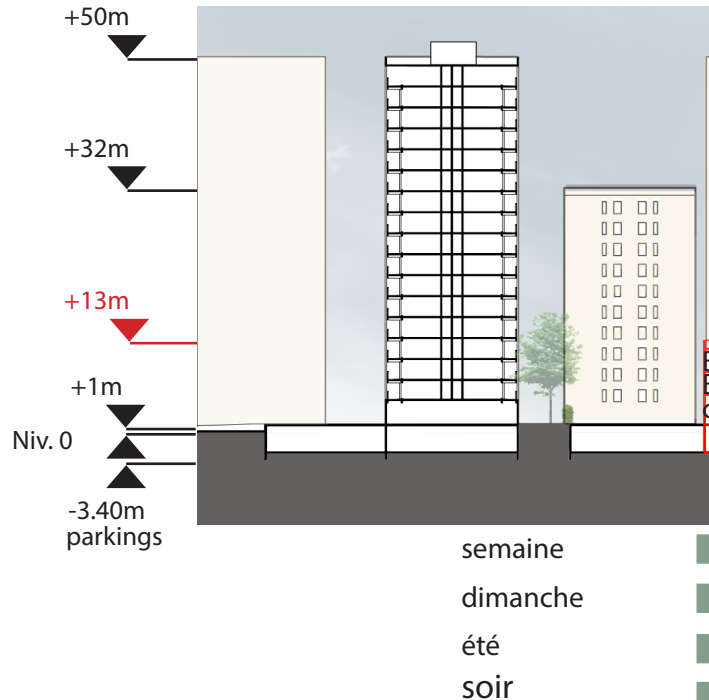 +50m
+32m
+13m
+1m
Niv. 0
-3.40m
parkings
semaine
dimanche
été
soir